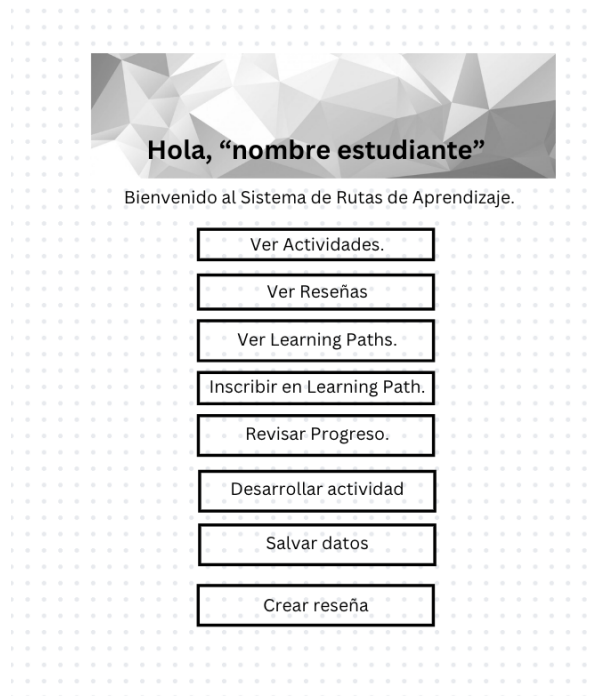 Hola, “nombre estudiante”
Bienvenido al Sistema de Rutas de Aprendizaje.
Ver Actividades.
Ver Reseñas
Ver Learning Paths.
Inscribir en Learning Path.
Revisar Progreso.
Desarrollar actividad
Salvar datos
Crear reseña